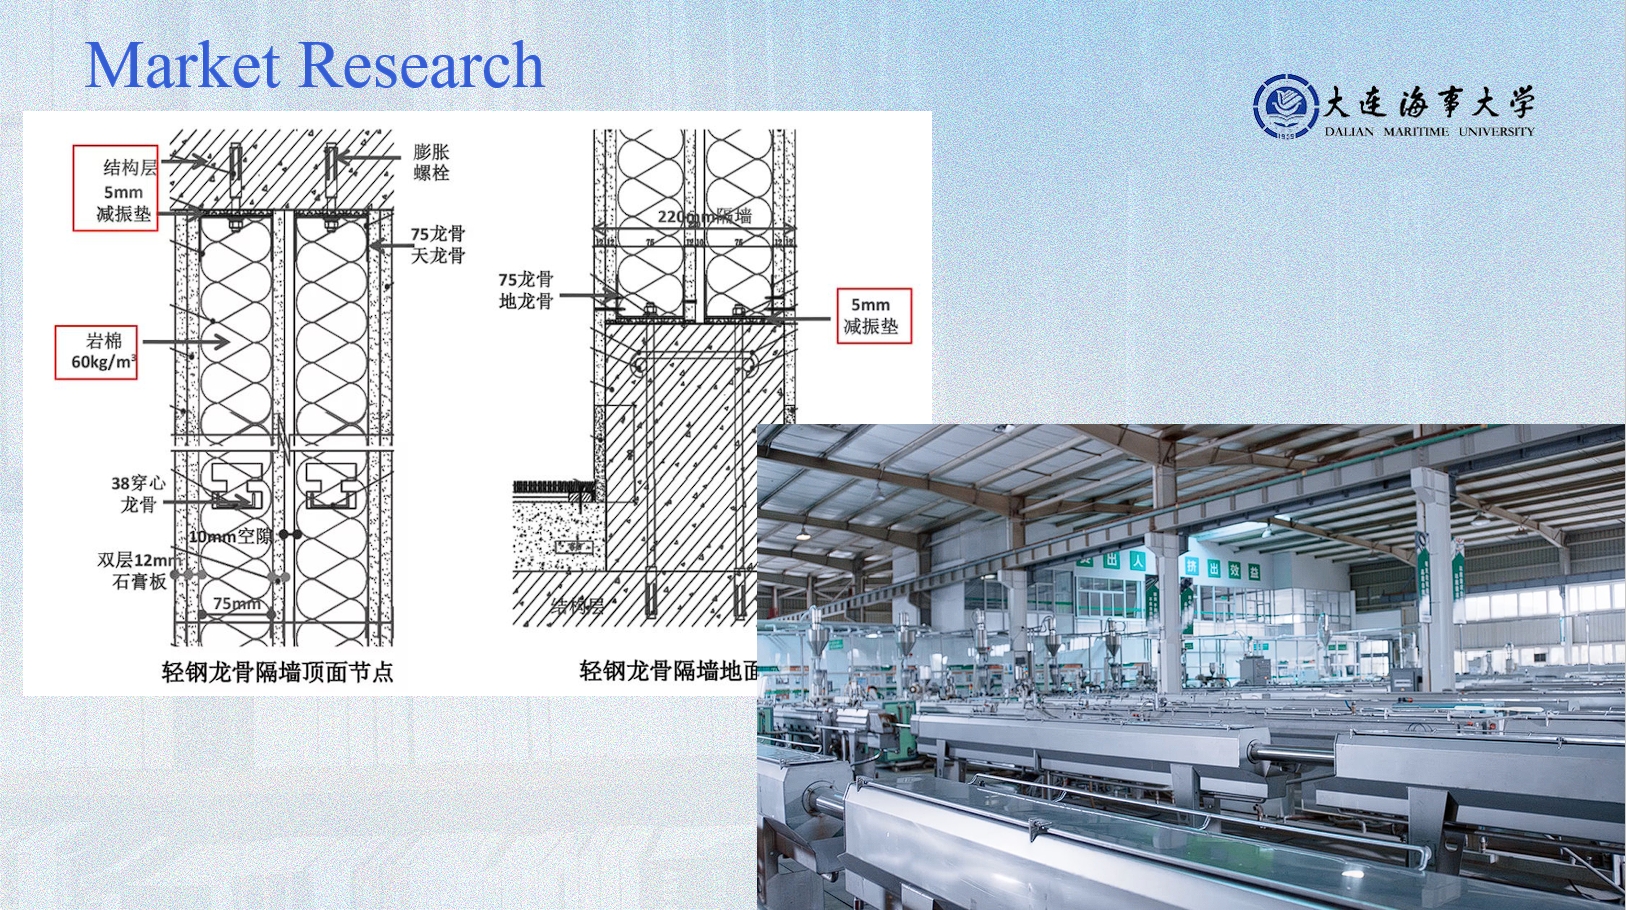 Market Research
大连海事大学
DALIAN MARITIME UNIVERSITY
结构层
5mm
减振垫
膨胀
螺栓
75龙骨
天龙骨
岩棉
60kg/m³
38穿心
龙骨
10mm空隙
双层12mm
石膏板
75mm
轻钢龙骨隔墙顶面节点
220mm隔墙
75
75
75龙骨
地龙骨
5mm
减振垫
结构层
轻钢龙骨隔墙地面
出人
挤出效益